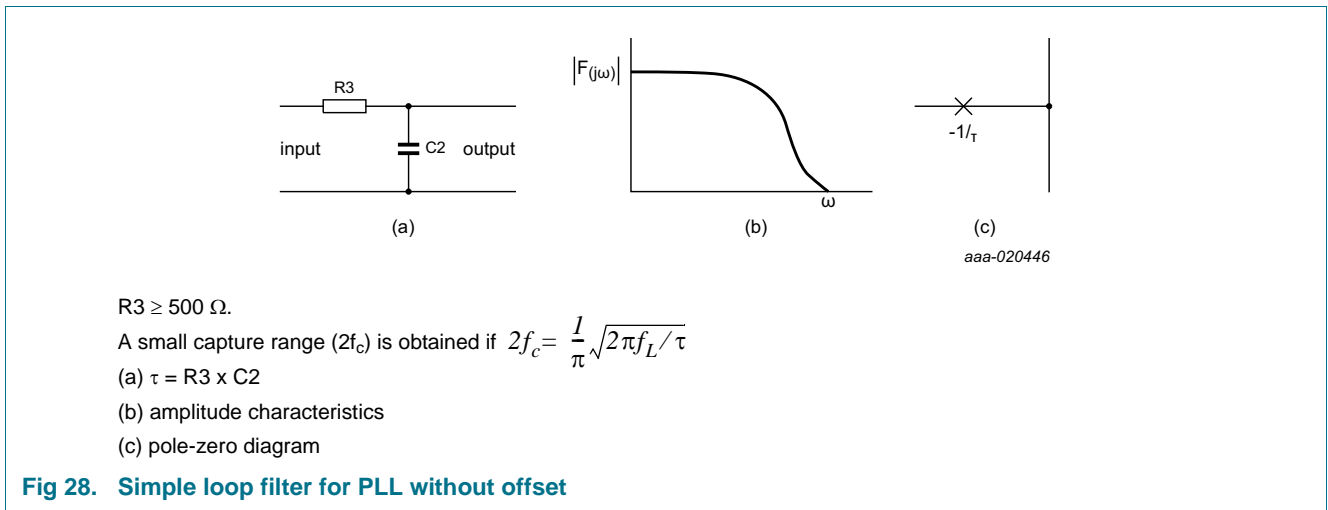 R3
input
C2
output
(a)
|F(jω)|
ω
(b)
-1/τ
(c)
aaa-020446
R3 ≥ 500 Ω.
A small capture range (2fc) is obtained if 2fc= 1/π √2πfL/τ
(a) τ = R3 x C2
(b) amplitude characteristics
(c) pole-zero diagram
Fig 28. Simple loop filter for PLL without offset